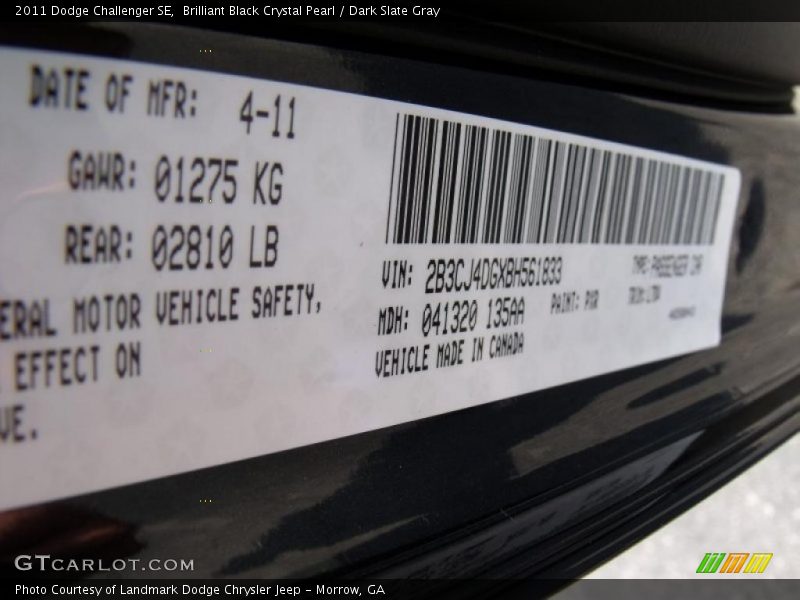 2011 Dodge Challenger SE, Brilliant Black Crystal Pearl / Dark Slate Gray
DATE OF MFR: 4-11
GAWR: 01275 KG
REAR: 02810 LB
ERAL MOTOR VEHICLE SAFETY,
EFFECT ON
VE.
VIN: 2B3CJ4DGXBH561833
TYPE: PASSENGER CAR
MDH: 041320 135AA
PAINT: PXR
TRIM:
VEHICLE MADE IN CANADA
GTCARLOT.COM
Photo Courtesy of Landmark Dodge Chrysler Jeep - Morrow, GA